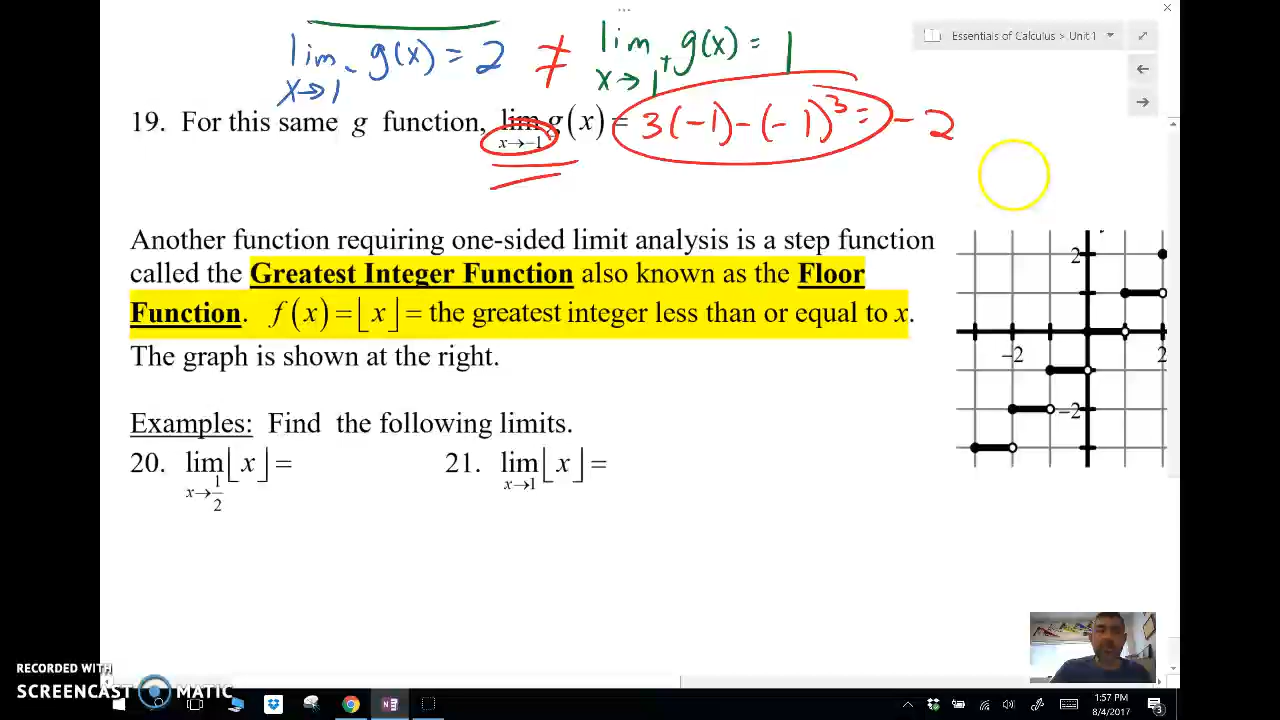 lim x→1⁻ g(x) = 2 ≠ lim x→1⁺ g(x) = 1
Essentials of Calculus > Unit 1
19. For this same g function, lim x→-1 g(x) = 3(-1)-(-1)³ = -2
Another function requiring one-sided limit analysis is a step function
called the Greatest Integer Function also known as the Floor
Function. f(x) = ⌊x⌋ = the greatest integer less than or equal to x.
The graph is shown at the right.
2
-2
2
-2
Examples: Find the following limits.
20. lim x→1/2 ⌊x⌋ =
21. lim x→1 ⌊x⌋ =
RECORDED WITH
SCREENCAST MATIC
1:57 PM
8/4/2017
3